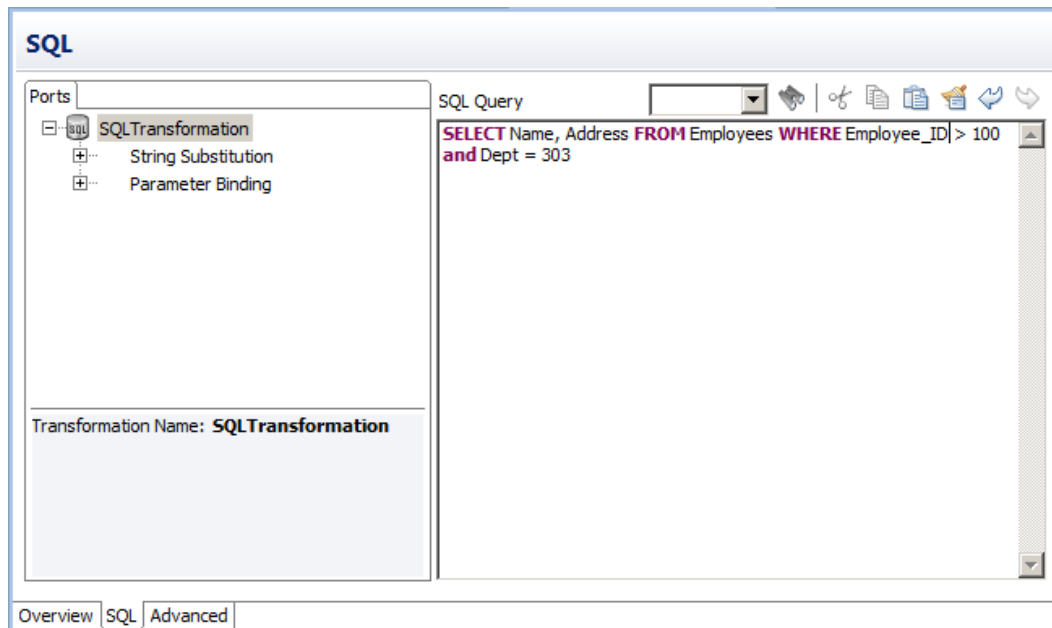 SQL
Ports
SQL Query
sql SQLTransformation
String Substitution
Parameter Binding
SELECT Name, Address FROM Employees WHERE Employee_ID > 100
and Dept = 303
Transformation Name: SQLTransformation
Overview SQL Advanced